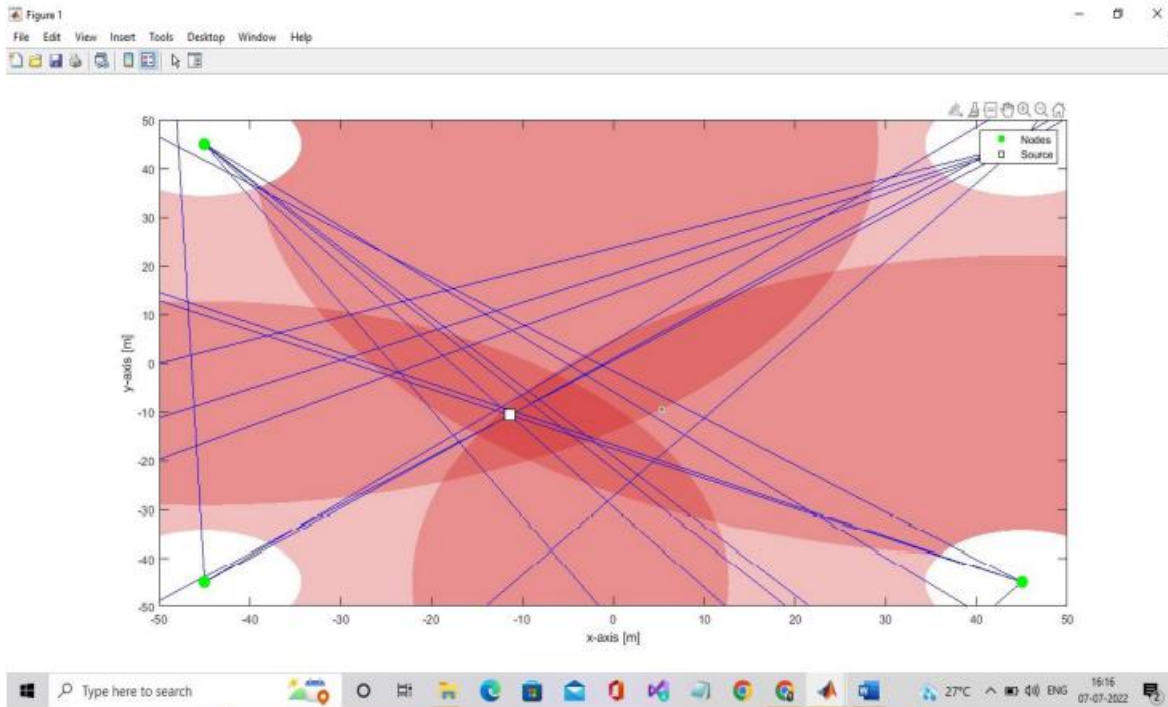 Figure 1
File Edit View Insert Tools Desktop Window Help
50
40
30
20
10
0
-10
-20
-30
-40
-50
y-axis [m]
Nodes
Source
-50 -40 -30 -20 -10 0 10 20 30 40 50
x-axis [m]
Type here to search
27°C ENG 16:16
07-07-2022
2